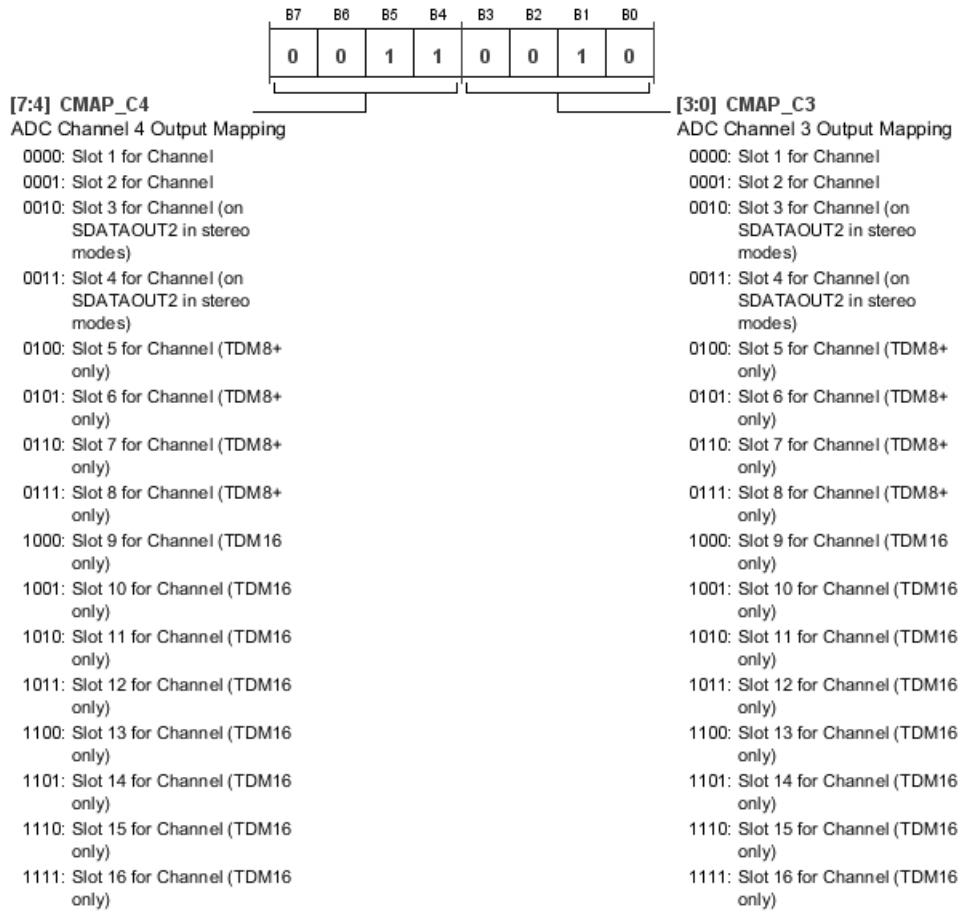 B7 B6 B5 B4 B3 B2 B1 B0
0 0 1 1 0 0 1 0
[7:4] CMAP_C4
ADC Channel 4 Output Mapping
0000: Slot 1 for Channel
0001: Slot 2 for Channel
0010: Slot 3 for Channel (on
SDATAOUT2 in stereo
modes)
0011: Slot 4 for Channel (on
SDATAOUT2 in stereo
modes)
0100: Slot 5 for Channel (TDM8+
only)
0101: Slot 6 for Channel (TDM8+
only)
0110: Slot 7 for Channel (TDM8+
only)
0111: Slot 8 for Channel (TDM8+
only)
1000: Slot 9 for Channel (TDM16
only)
1001: Slot 10 for Channel (TDM16
only)
1010: Slot 11 for Channel (TDM16
only)
1011: Slot 12 for Channel (TDM16
only)
1100: Slot 13 for Channel (TDM16
only)
1101: Slot 14 for Channel (TDM16
only)
1110: Slot 15 for Channel (TDM16
only)
1111: Slot 16 for Channel (TDM16
only)
[3:0] CMAP_C3
ADC Channel 3 Output Mapping
0000: Slot 1 for Channel
0001: Slot 2 for Channel
0010: Slot 3 for Channel (on
SDATAOUT2 in stereo
modes)
0011: Slot 4 for Channel (on
SDATAOUT2 in stereo
modes)
0100: Slot 5 for Channel (TDM8+
only)
0101: Slot 6 for Channel (TDM8+
only)
0110: Slot 7 for Channel (TDM8+
only)
0111: Slot 8 for Channel (TDM8+
only)
1000: Slot 9 for Channel (TDM16
only)
1001: Slot 10 for Channel (TDM16
only)
1010: Slot 11 for Channel (TDM16
only)
1011: Slot 12 for Channel (TDM16
only)
1100: Slot 13 for Channel (TDM16
only)
1101: Slot 14 for Channel (TDM16
only)
1110: Slot 15 for Channel (TDM16
only)
1111: Slot 16 for Channel (TDM16
only)